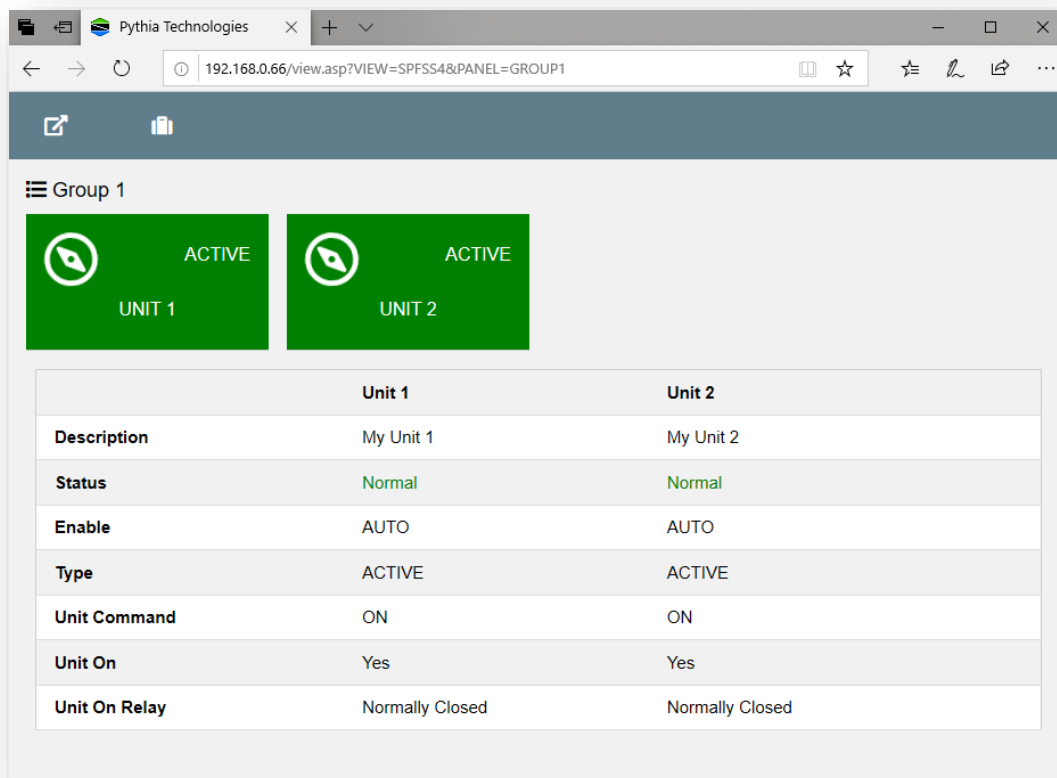 Pythia Technologies
192.168.0.66/view.asp?VIEW=SPFSS4&PANEL=GROUP1
Group 1
ACTIVE ACTIVE
UNIT 1 UNIT 2
Unit 1 Unit 2
Description My Unit 1 My Unit 2
Status Normal Normal
Enable AUTO AUTO
Type ACTIVE ACTIVE
Unit Command ON ON
Unit On Yes Yes
Unit On Relay Normally Closed Normally Closed